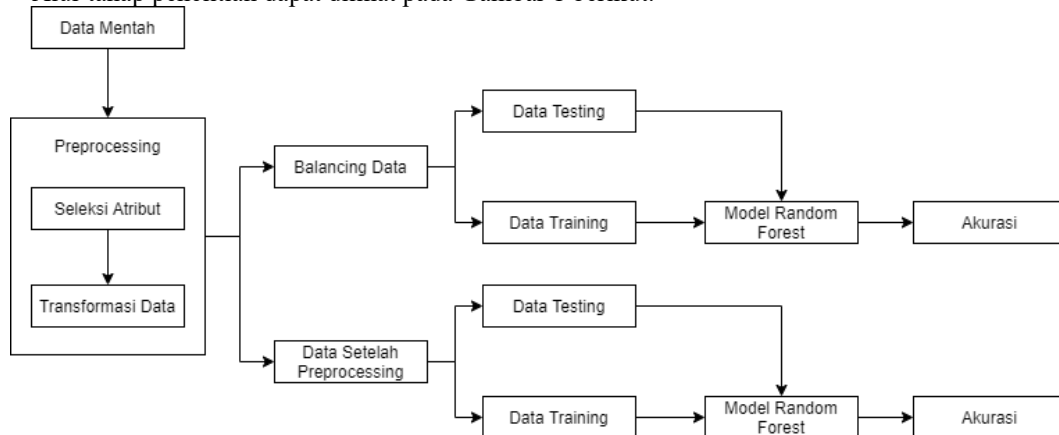 Data Mentah
Preprocessing
Seleksi Atribut
Transformasi Data
Balancing Data
Data Setelah
Preprocessing
Data Testing
Data Training
Model Random
Forest
Akurasi
Data Testing
Data Training
Model Random
Forest
Akurasi